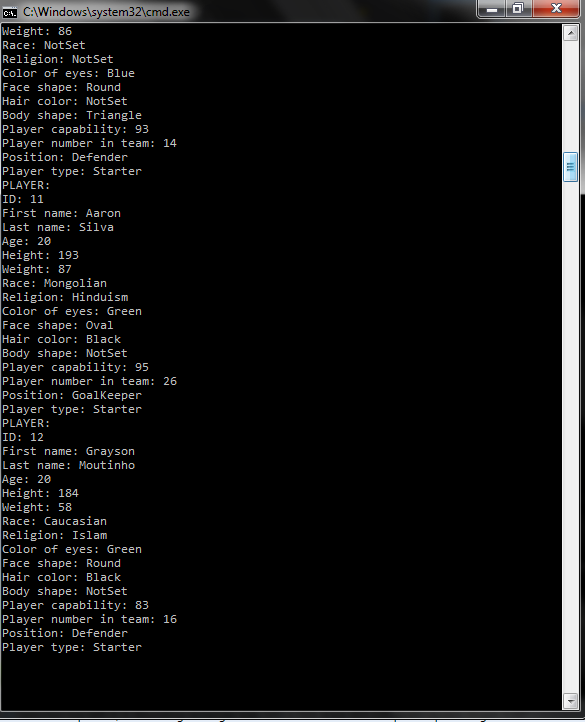 C:\Windows\system32\cmd.exe
Weight: 86
Race: NotSet
Religion: NotSet
Color of eyes: Blue
Face shape: Round
Hair color: NotSet
Body shape: Triangle
Player capability: 93
Player number in team: 14
Position: Defender
Player type: Starter
PLAYER:
ID: 11
First name: Aaron
Last name: Silva
Age: 20
Height: 193
Weight: 87
Race: Mongolian
Religion: Hinduism
Color of eyes: Green
Face shape: Oval
Hair color: Black
Body shape: NotSet
Player capability: 95
Player number in team: 26
Position: GoalKeeper
Player type: Starter
PLAYER:
ID: 12
First name: Grayson
Last name: Moutinho
Age: 20
Height: 184
Weight: 58
Race: Caucasian
Religion: Islam
Color of eyes: Green
Face shape: Round
Hair color: Black
Body shape: NotSet
Player capability: 83
Player number in team: 16
Position: Defender
Player type: Starter